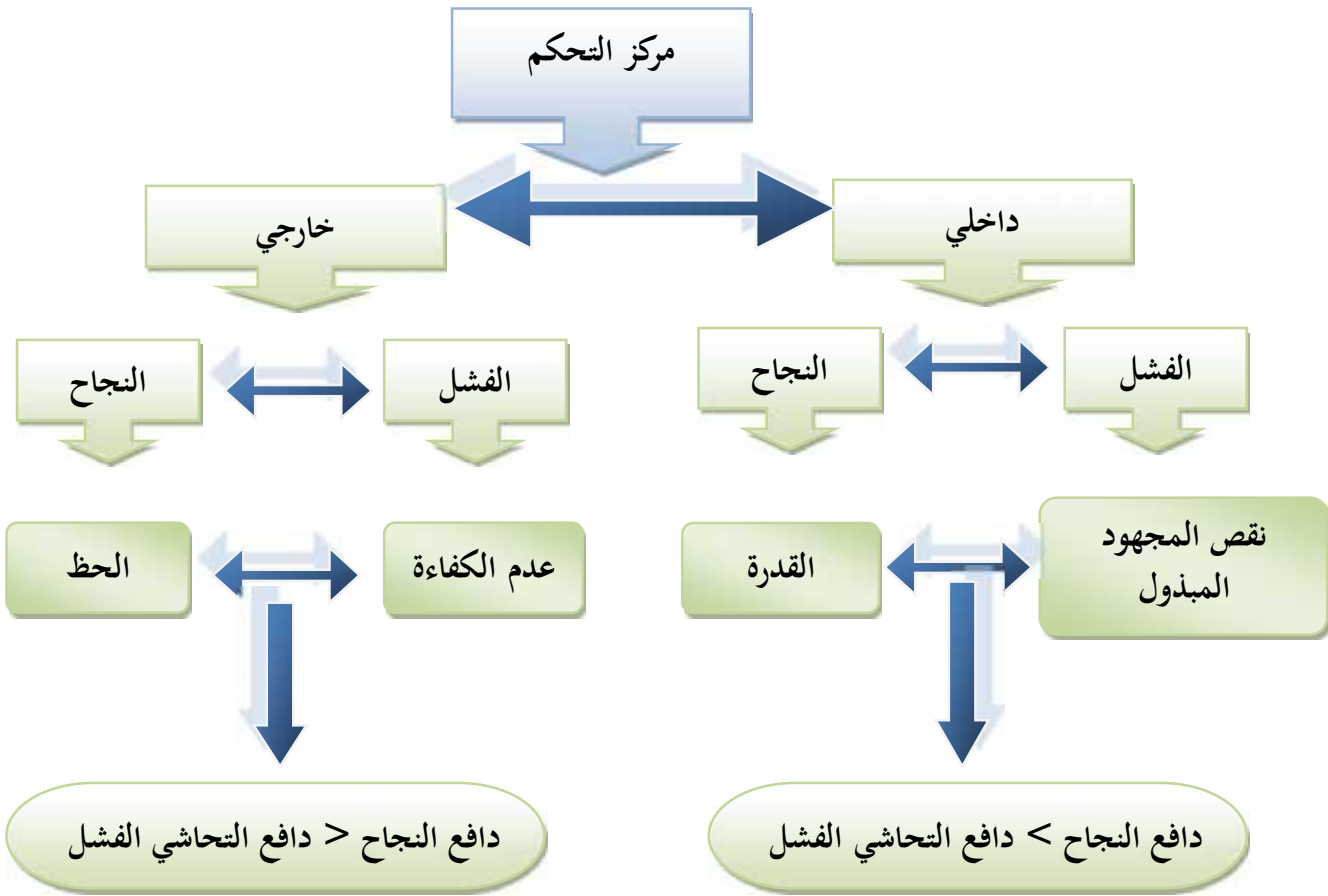 مركز التحكم
داخلي
خارجي
الفشل
النجاح
الفشل
النجاح
نقص المجهود
المبذول
القدرة
عدم الكفاءة
الحظ
دافع النجاح > دافع التحاشي الفشل
دافع النجاح < دافع التحاشي الفشل